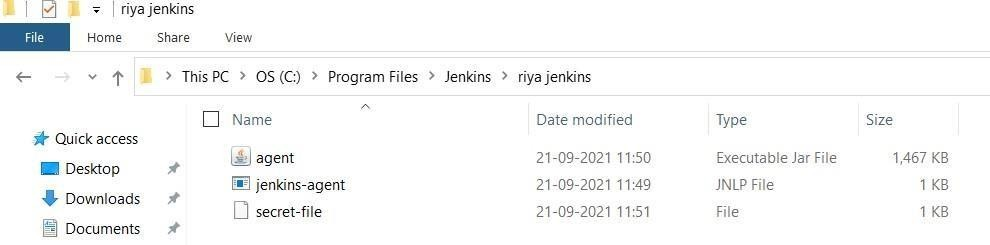 riya jenkins
File Home Share View
This PC OS (C:) Program Files Jenkins riya jenkins
Quick access
Desktop
Downloads
Documents
Name Date modified Type Size
agent 21-09-2021 11:50 Executable Jar File 1,467 KB
jenkins-agent 21-09-2021 11:49 JNLP File 1 KB
secret-file 21-09-2021 11:51 File 1 KB